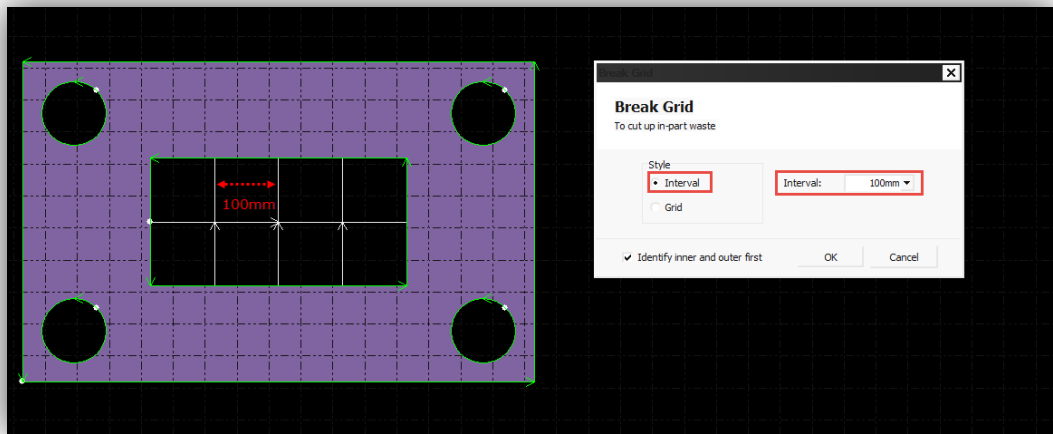 100mm
Break Grid
Break Grid
To cut up in-part waste
Style
Interval
Grid
Interval: 100mm
Identify inner and outer first
OK
Cancel